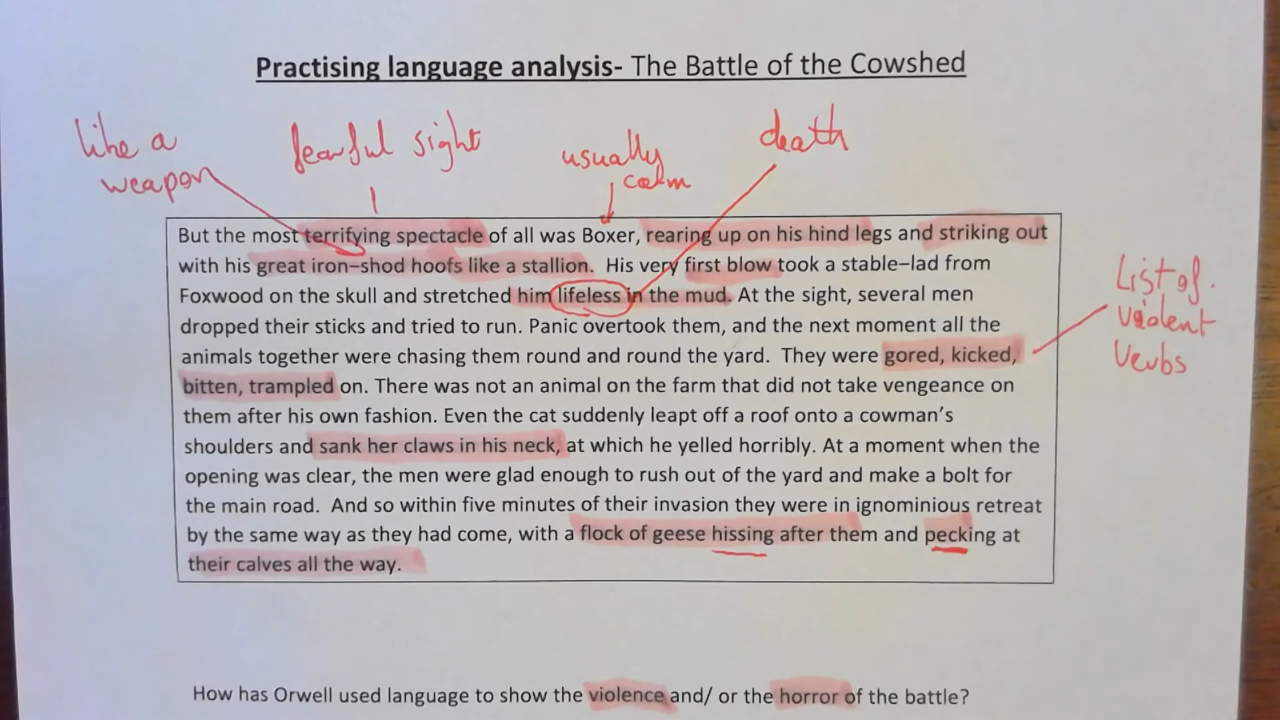 Practising language analysis- The Battle of the Cowshed
like a
weapon
fearful sight
usually
calm
death
But the most terrifying spectacle of all was Boxer, rearing up on his hind legs and striking out
with his great iron–shod hoofs like a stallion. His very first blow took a stable–lad from
Foxwood on the skull and stretched him lifeless in the mud. At the sight, several men
dropped their sticks and tried to run. Panic overtook them, and the next moment all the
animals together were chasing them round and round the yard. They were gored, kicked,
bitten, trampled on. There was not an animal on the farm that did not take vengeance on
them after his own fashion. Even the cat suddenly leapt off a roof onto a cowman's
shoulders and sank her claws in his neck, at which he yelled horribly. At a moment when the
opening was clear, the men were glad enough to rush out of the yard and make a bolt for
the main road. And so within five minutes of their invasion they were in ignominious retreat
by the same way as they had come, with a flock of geese hissing after them and pecking at
their calves all the way.
List of.
violent
verbs
How has Orwell used language to show the violence and/ or the horror of the battle?